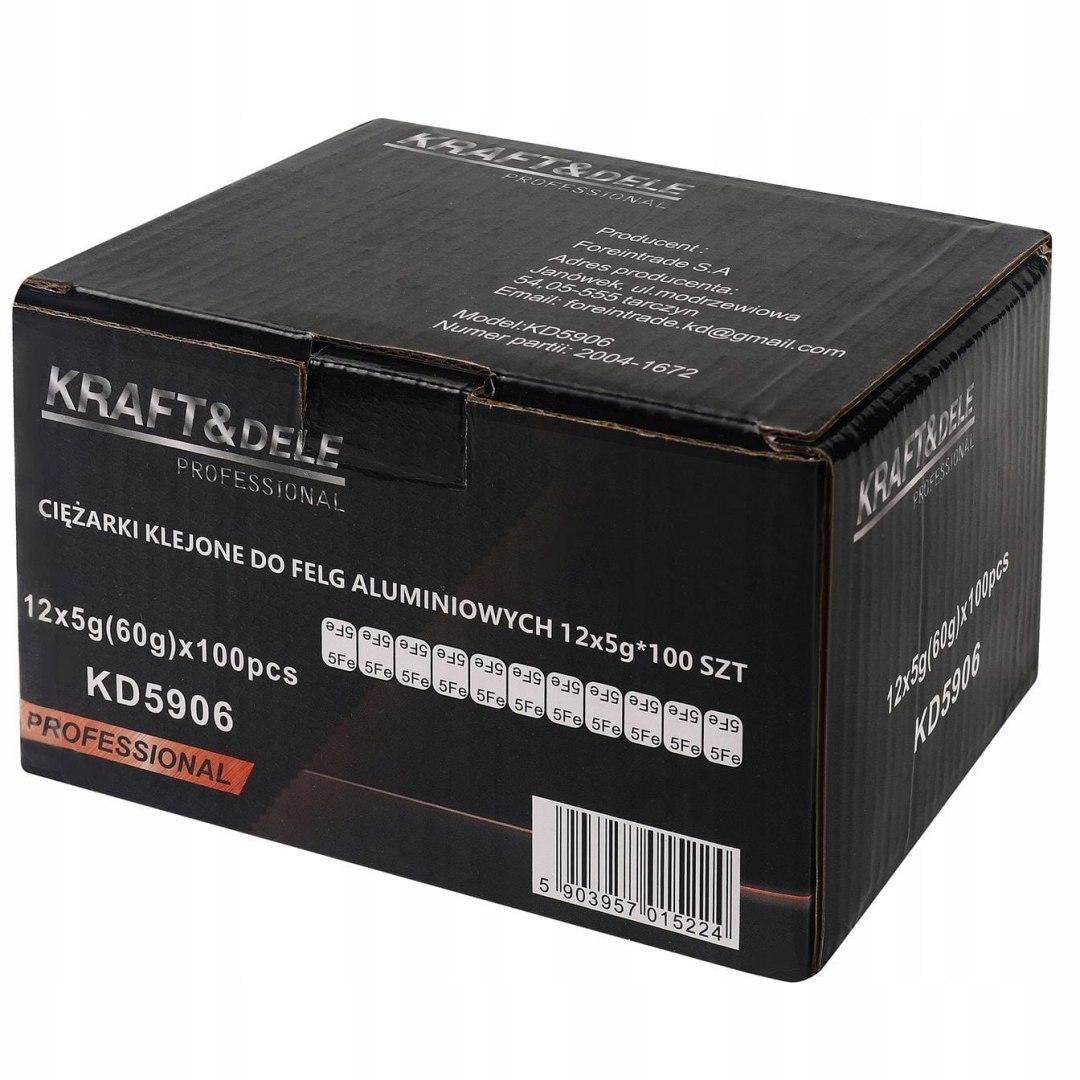 KRAFT&DELE
PROFESSIONAL
Producent :
Foreintrade S.A
Adres producenta:
Janówek, ul.modrzewiowa
54,05-555 tarczyn
Email: foreintrade.kd@gmail.com
Model:KD5906
Numer partii: 2004-1672
KRAFT&DELE
PROFESSIONAL
CIĘŻARKI KLEJONE DO FELG ALUMINIOWYCH 12x5g*100 SZT
12x5g(60g)x100pcs
KD5906
PROFESSIONAL
5Fe 5Fe 5Fe 5Fe 5Fe 5Fe 5Fe 5Fe 5Fe 5Fe 5Fe
5Fe 5Fe 5Fe 5Fe 5Fe 5Fe 5Fe 5Fe 5Fe 5Fe 5Fe
5 903957 015224
KRAFT&DELE
PROFESSIONAL
12x5g(60g)x100pcs
KD5906